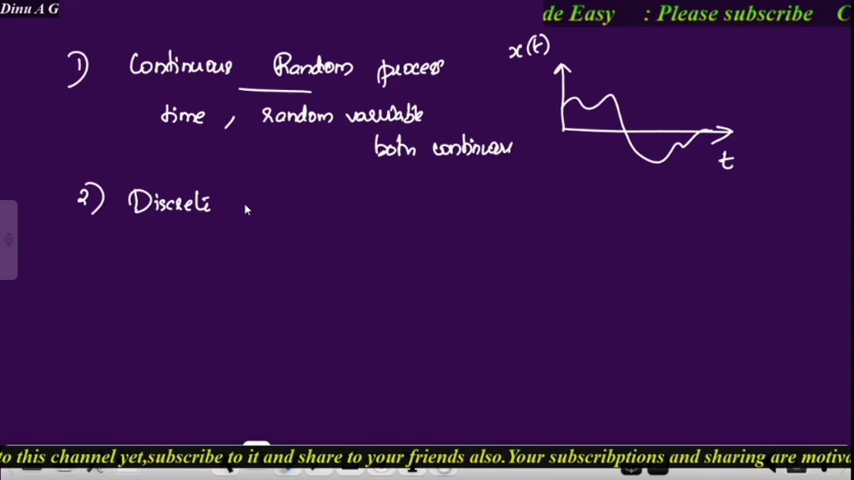 Dinu A G
de Easy : Please subscribe C
1) Continuous Random process
x(t)
time , random variable
both continuous
t
2) Discrete
to this channel yet,subscribe to it and share to your friends also.Your subscribptions and sharing are motiva